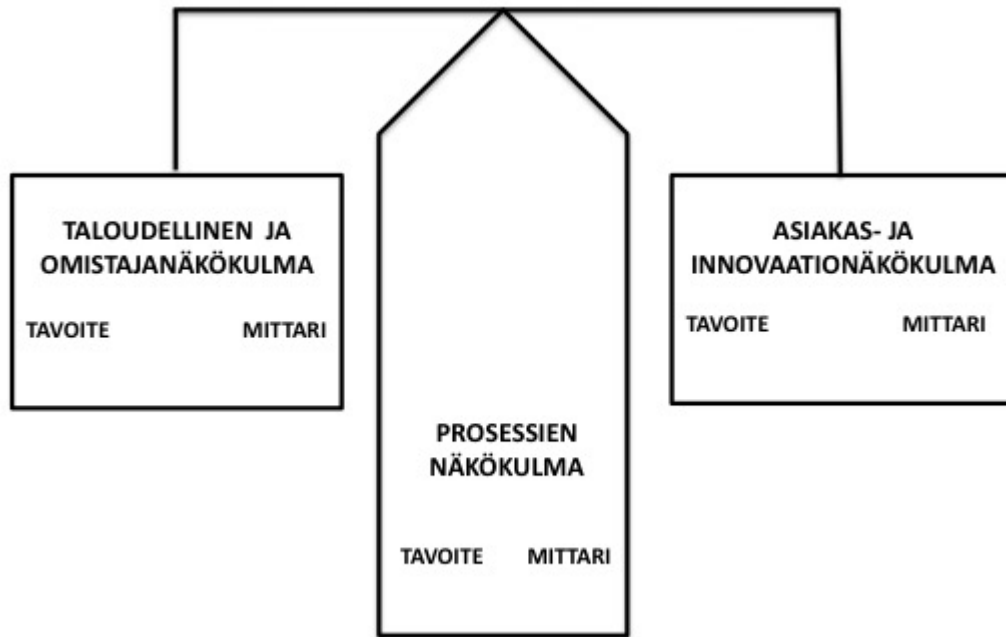 TALOUDELLINEN JA
OMISTAJANÄKÖKULMA
TAVOITE MITTARI
PROSESSIEN
NÄKÖKULMA
TAVOITE MITTARI
ASIAKAS- JA
INNOVAATIONÄKÖKULMA
TAVOITE MITTARI